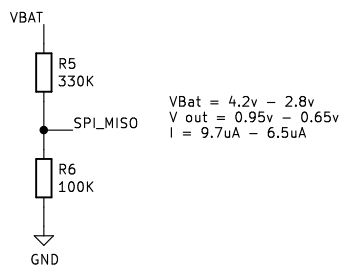 VBAT
R5
330K
SPI_MISO
R6
100K
GND
VBat = 4.2v - 2.8v
V out = 0.95v - 0.65v
I = 9.7uA - 6.5uA